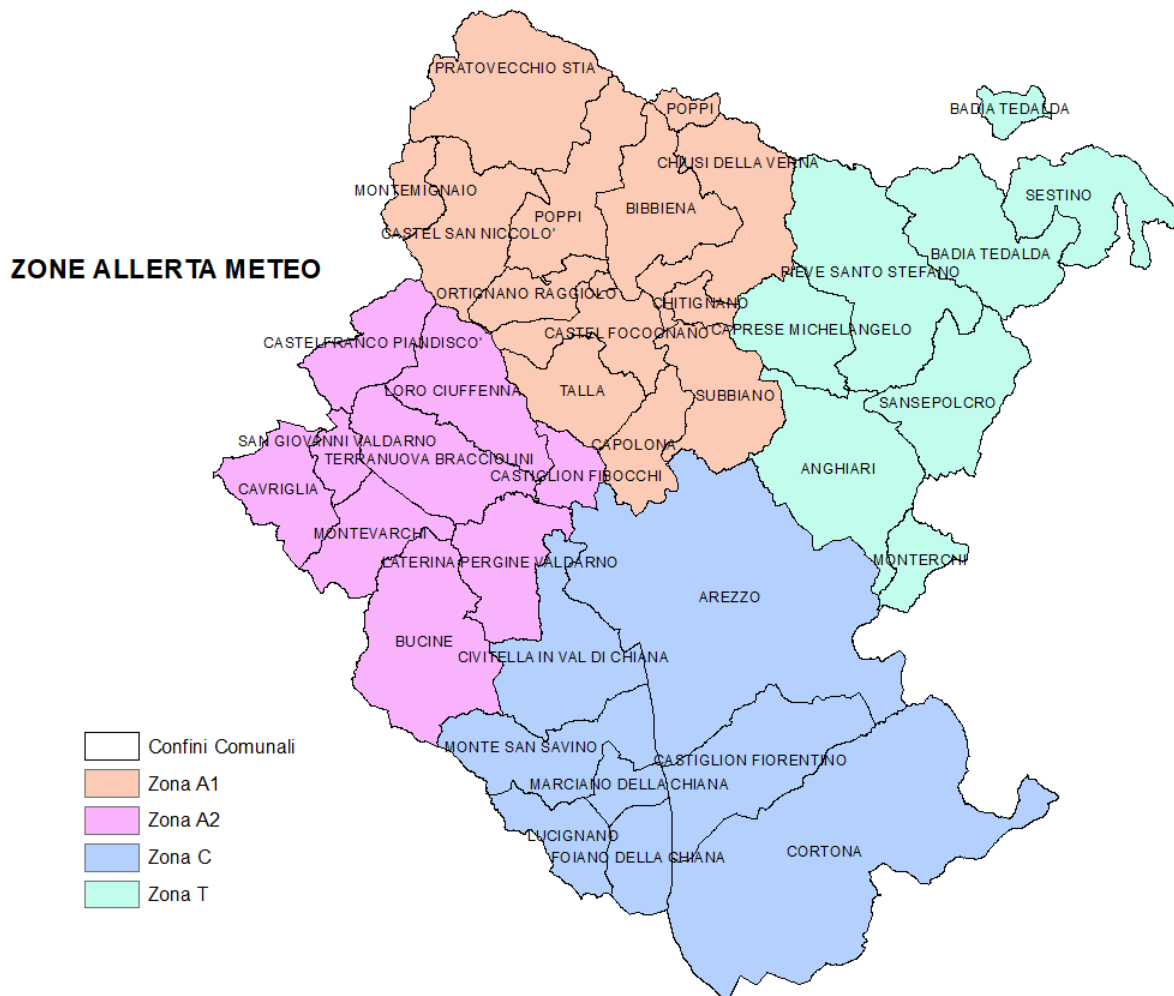 PRATOVECCHIO STIA
POPPI
BADIA TEDALDA
CHIUSI DELLA VERNA
MONTEMIGNAIO
SESTINO
BIBBIENA
POPPI
CASTEL SAN NICCOLO'
BADIA TEDALDA
ZONE ALLERTA METEO
PIEVE SANTO STEFANO
ORTIGNANO RAGGIOLO
CHITIGNANO
CASTEL FOCOGNANO
CAPRESE MICHELANGELO
CASTELFRANCO PIANDISCO'
LORO CIUFFENNA
TALLA
SUBBIANO
SANSEPOLCRO
SAN GIOVANNI VALDARNO
CAPOLONA
TERRANUOVA BRACCIOLINI
ANGHIARI
CASTIGLION FIBOCCHI
CAVRIGLIA
MONTEVARCHI
LATERINA PERGINE VALDARNO
MONTERCHI
AREZZO
BUCINE
CIVITELLA IN VAL DI CHIANA
Confini Comunali
MONTE SAN SAVINO
CASTIGLION FIORENTINO
Zona A1
MARCIANO DELLA CHIANA
Zona A2
LUCIGNANO
CORTONA
Zona C
FOIANO DELLA CHIANA
Zona T